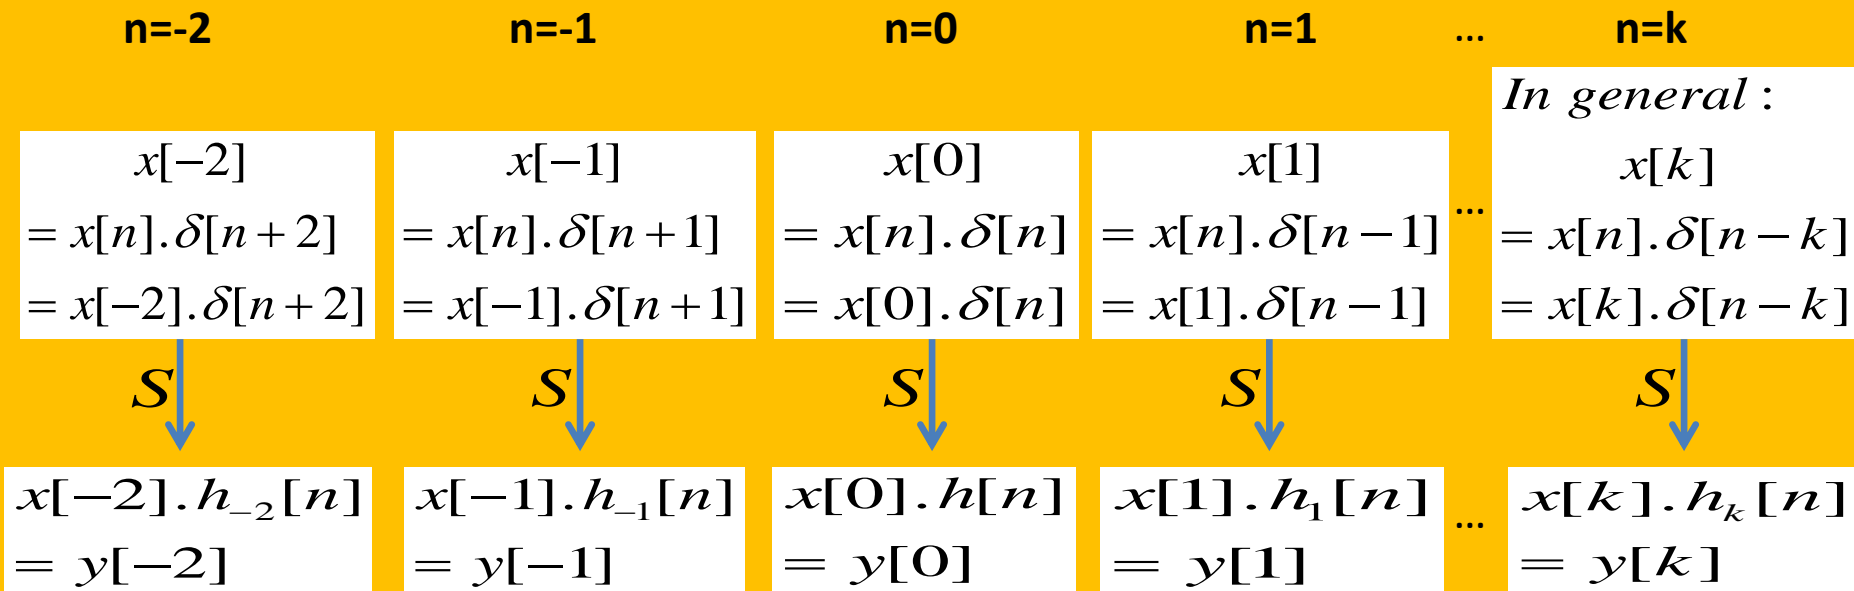 n=-2 n=-1 n=0 n=1 ... n=k
In general :
x[−2] x[−1] x[0] x[1] x[k]
= x[n].δ[n + 2] = x[n].δ[n + 1] = x[n].δ[n] = x[n].δ[n − 1] ... = x[n].δ[n − k]
= x[−2].δ[n + 2] = x[−1].δ[n + 1] = x[0].δ[n] = x[1].δ[n − 1] = x[k].δ[n − k]
S S S S S
x[−2].h₋₂[n] x[−1].h₋₁[n] x[0].h[n] x[1].h₁[n] ... x[k].hₖ[n]
= y[−2] = y[−1] = y[0] = y[1] = y[k]